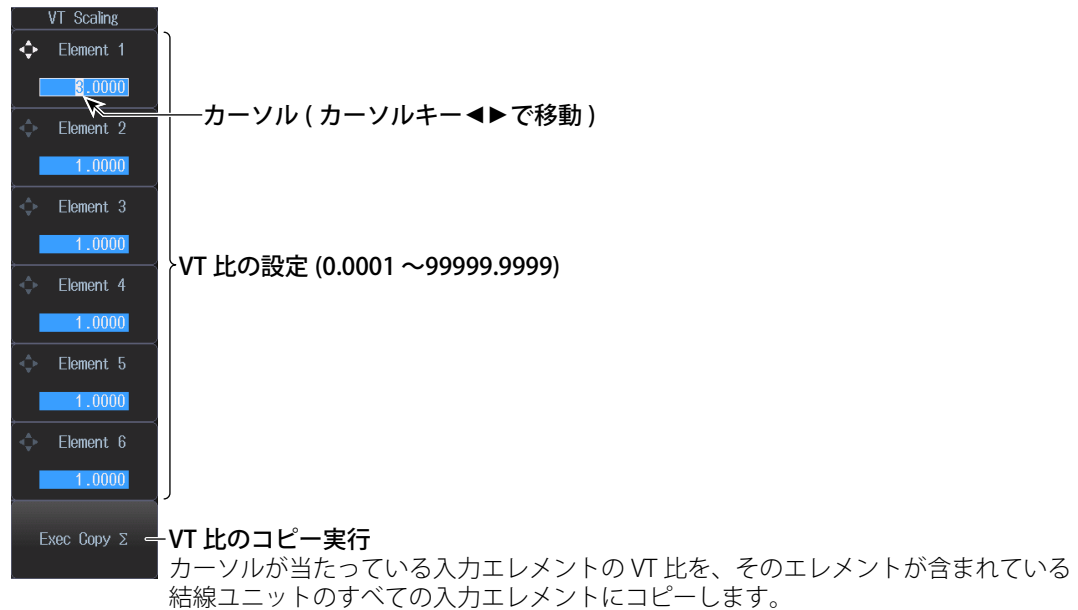 VT Scaling
Element 1
3.0000
カーソル ( カーソルキー◀▶で移動 )
Element 2
1.0000
Element 3
1.0000
VT 比の設定 (0.0001 ～99999.9999)
Element 4
1.0000
Element 5
1.0000
Element 6
1.0000
Exec Copy Σ
VT 比のコピー実行
カーソルが当たっている入力エレメントの VT 比を、そのエレメントが含まれている
結線ユニットのすべての入力エレメントにコピーします。